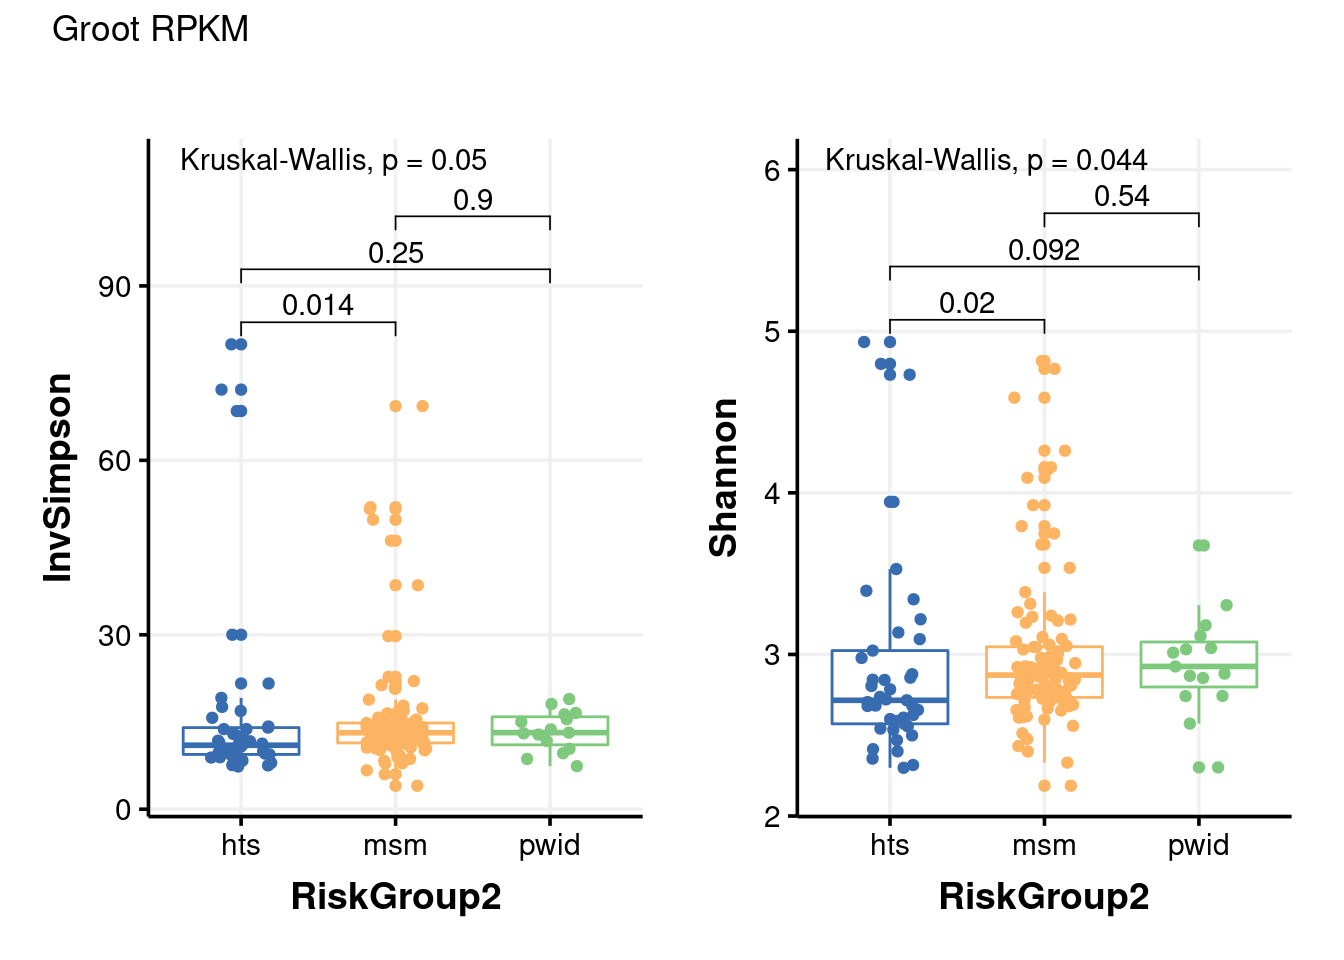 Groot RPKM
Kruskal-Wallis, p = 0.05
0.9
0.25
0.014
90
60
30
0
InvSimpson
hts
msm
pwid
RiskGroup2
Kruskal-Wallis, p = 0.044
0.54
0.092
0.02
6
5
4
3
2
Shannon
hts
msm
pwid
RiskGroup2